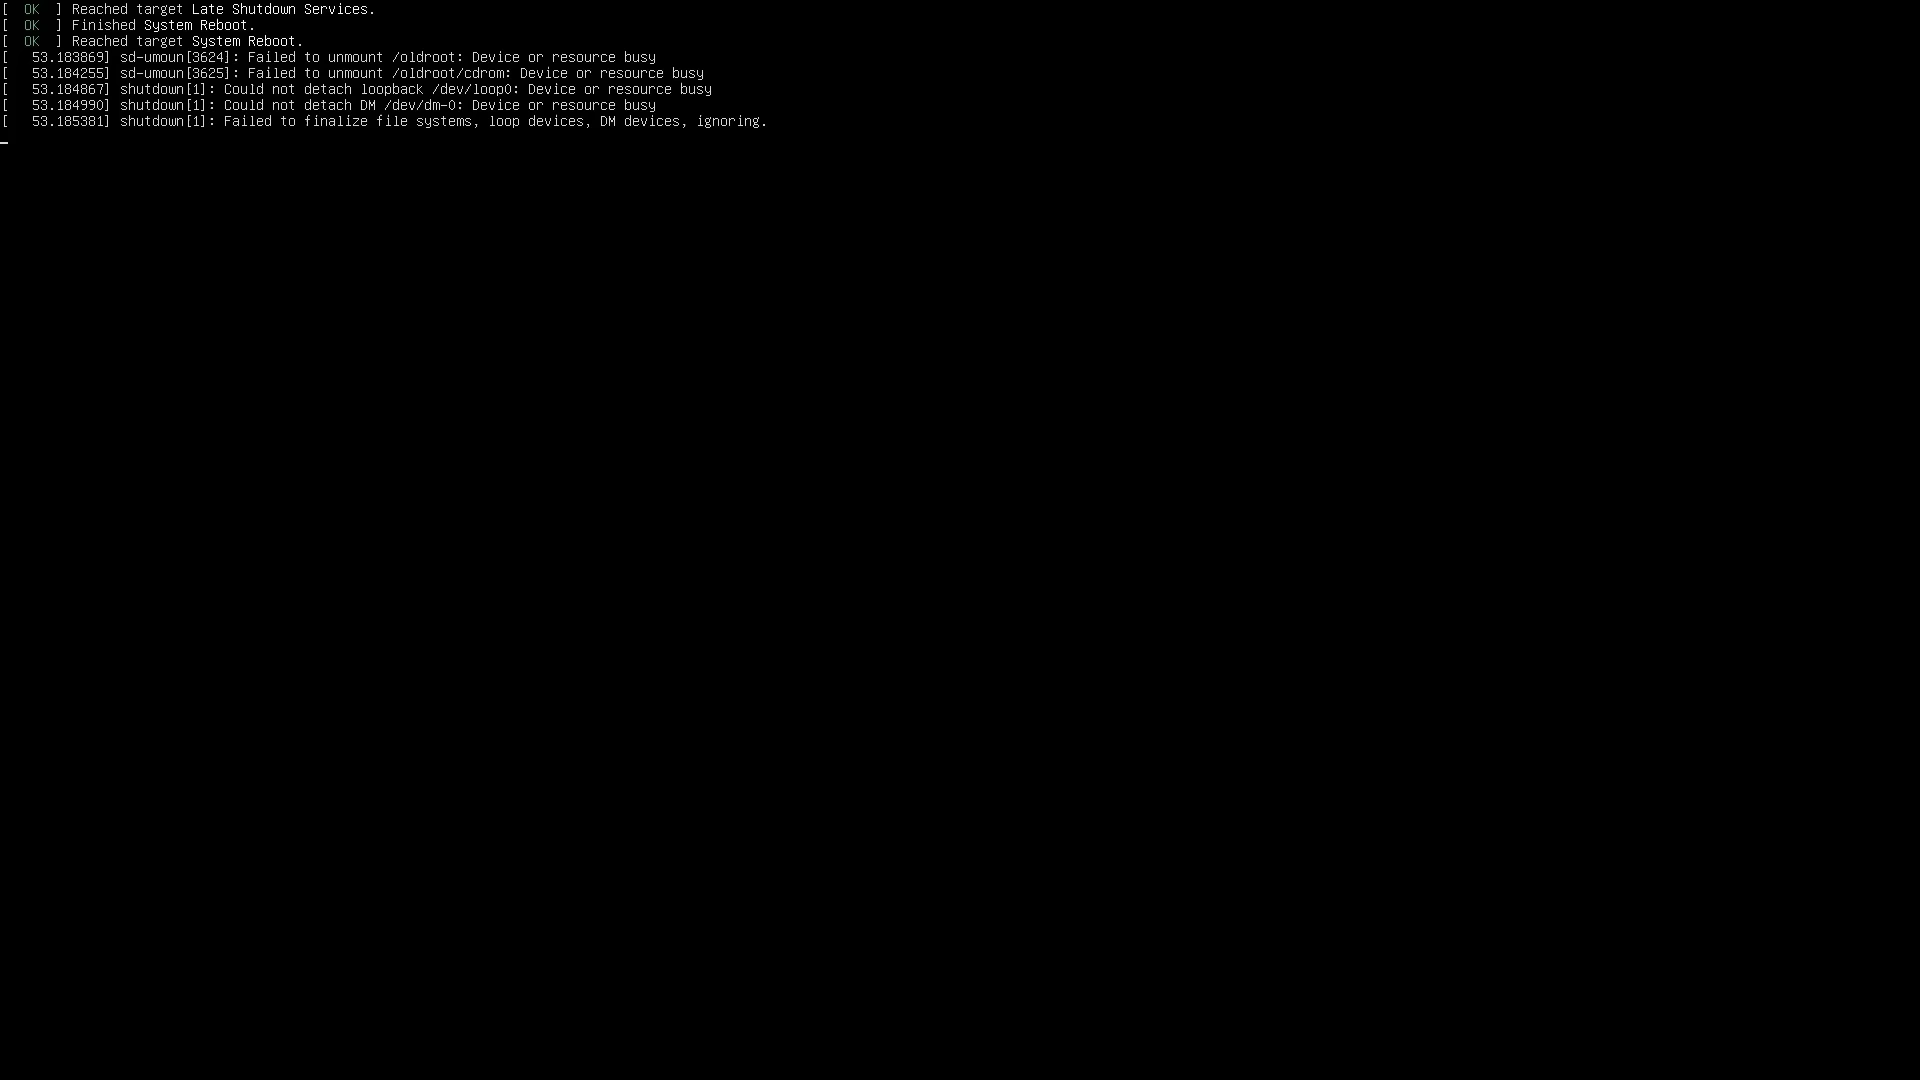 [  OK  ] Reached target Late Shutdown Services.
[  OK  ] Finished System Reboot.
[  OK  ] Reached target System Reboot.
[   53.183869] sd-umoun[3624]: Failed to unmount /oldroot: Device or resource busy
[   53.184255] sd-umoun[3625]: Failed to unmount /oldroot/cdrom: Device or resource busy
[   53.184867] shutdown[1]: Could not detach loopback /dev/loop0: Device or resource busy
[   53.184990] shutdown[1]: Could not detach DM /dev/dm-0: Device or resource busy
[   53.185381] shutdown[1]: Failed to finalize file systems, loop devices, DM devices, ignoring.